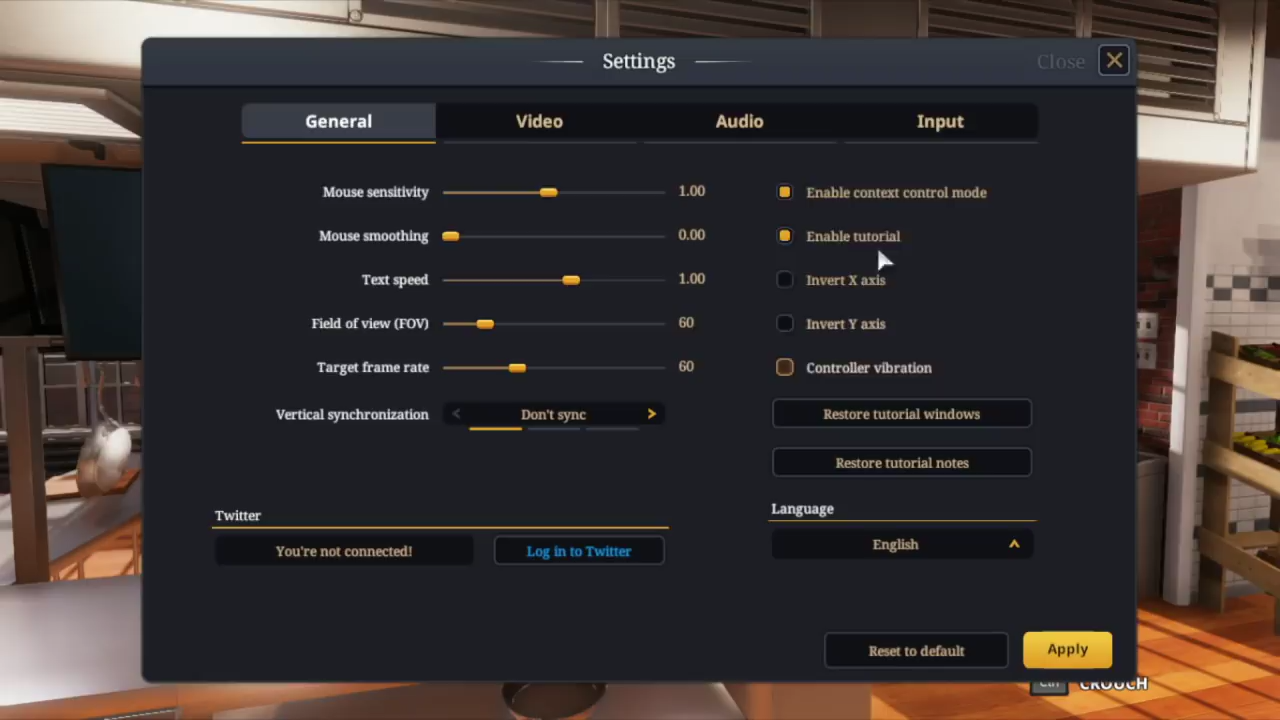 Settings
Close
General
Video
Audio
Input
Mouse sensitivity
1.00
Enable context control mode
Mouse smoothing
0.00
Enable tutorial
Text speed
1.00
Invert X axis
Field of view (FOV)
60
Invert Y axis
Target frame rate
60
Controller vibration
Vertical synchronization
Don't sync
Restore tutorial windows
Restore tutorial notes
Twitter
Language
You're not connected!
Log in to Twitter
English
Reset to default
Apply
Ctrl
CROUCH